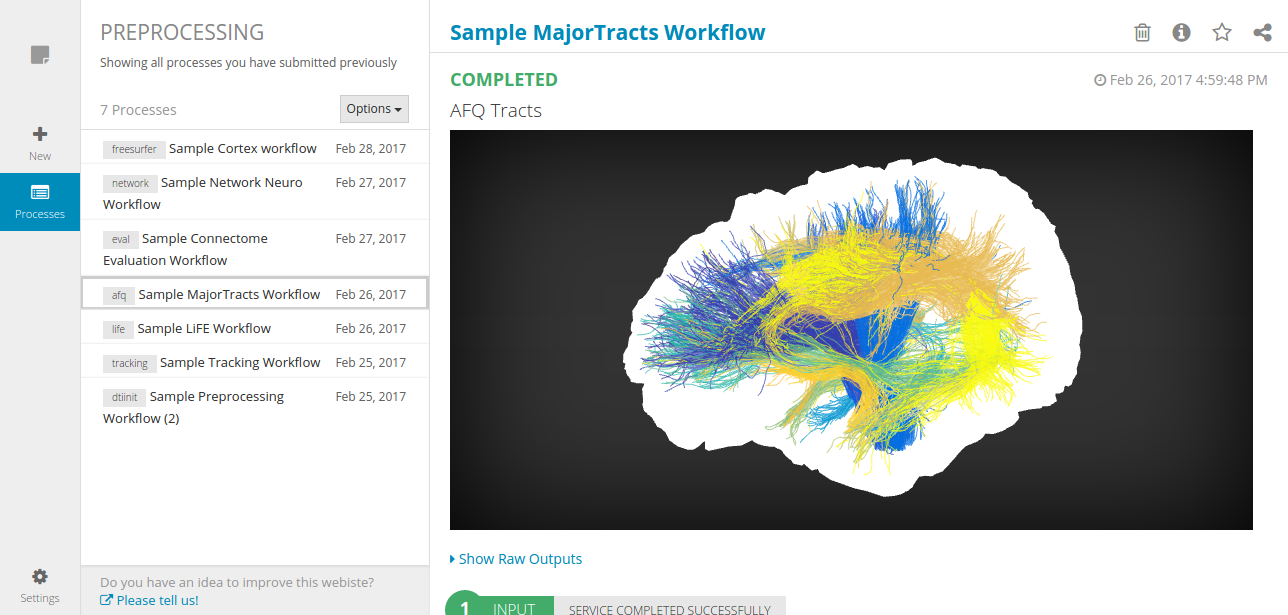 New
Processes
Settings
PREPROCESSING
Showing all processes you have submitted previously
7 Processes
Options
freesurfer Sample Cortex workflow Feb 28, 2017
network Sample Network Neuro Feb 27, 2017
Workflow
eval Sample Connectome Feb 27, 2017
Evaluation Workflow
afq Sample MajorTracts Workflow Feb 26, 2017
life Sample LiFE Workflow Feb 26, 2017
tracking Sample Tracking Workflow Feb 25, 2017
dtiinit Sample Preprocessing Feb 25, 2017
Workflow (2)
Do you have an idea to improve this webiste?
Please tell us!
Sample MajorTracts Workflow
COMPLETED Feb 26, 2017 4:59:48 PM
AFQ Tracts
Show Raw Outputs
1 INPUT SERVICE COMPLETED SUCCESSFULLY